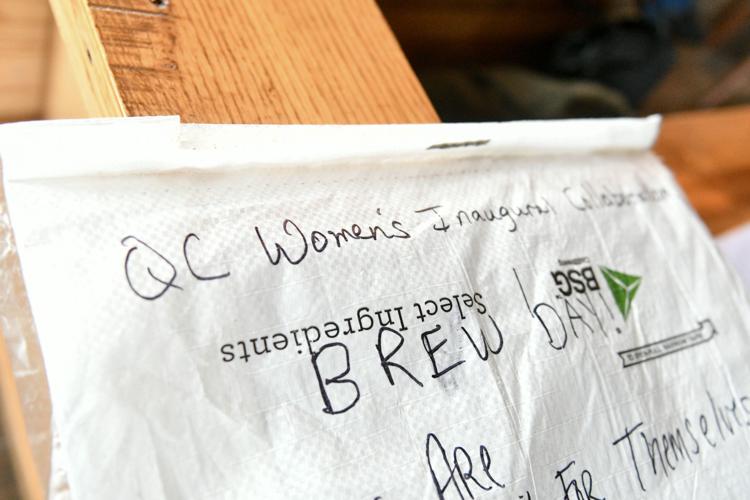 QC Women's Inaugural Collaboration
BREW DAY!
Select Ingredients
BSG
ARE
FOR Themselves